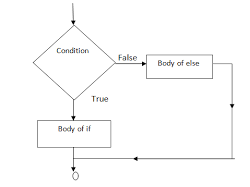 Condition
False
Body of else
True
Body of if